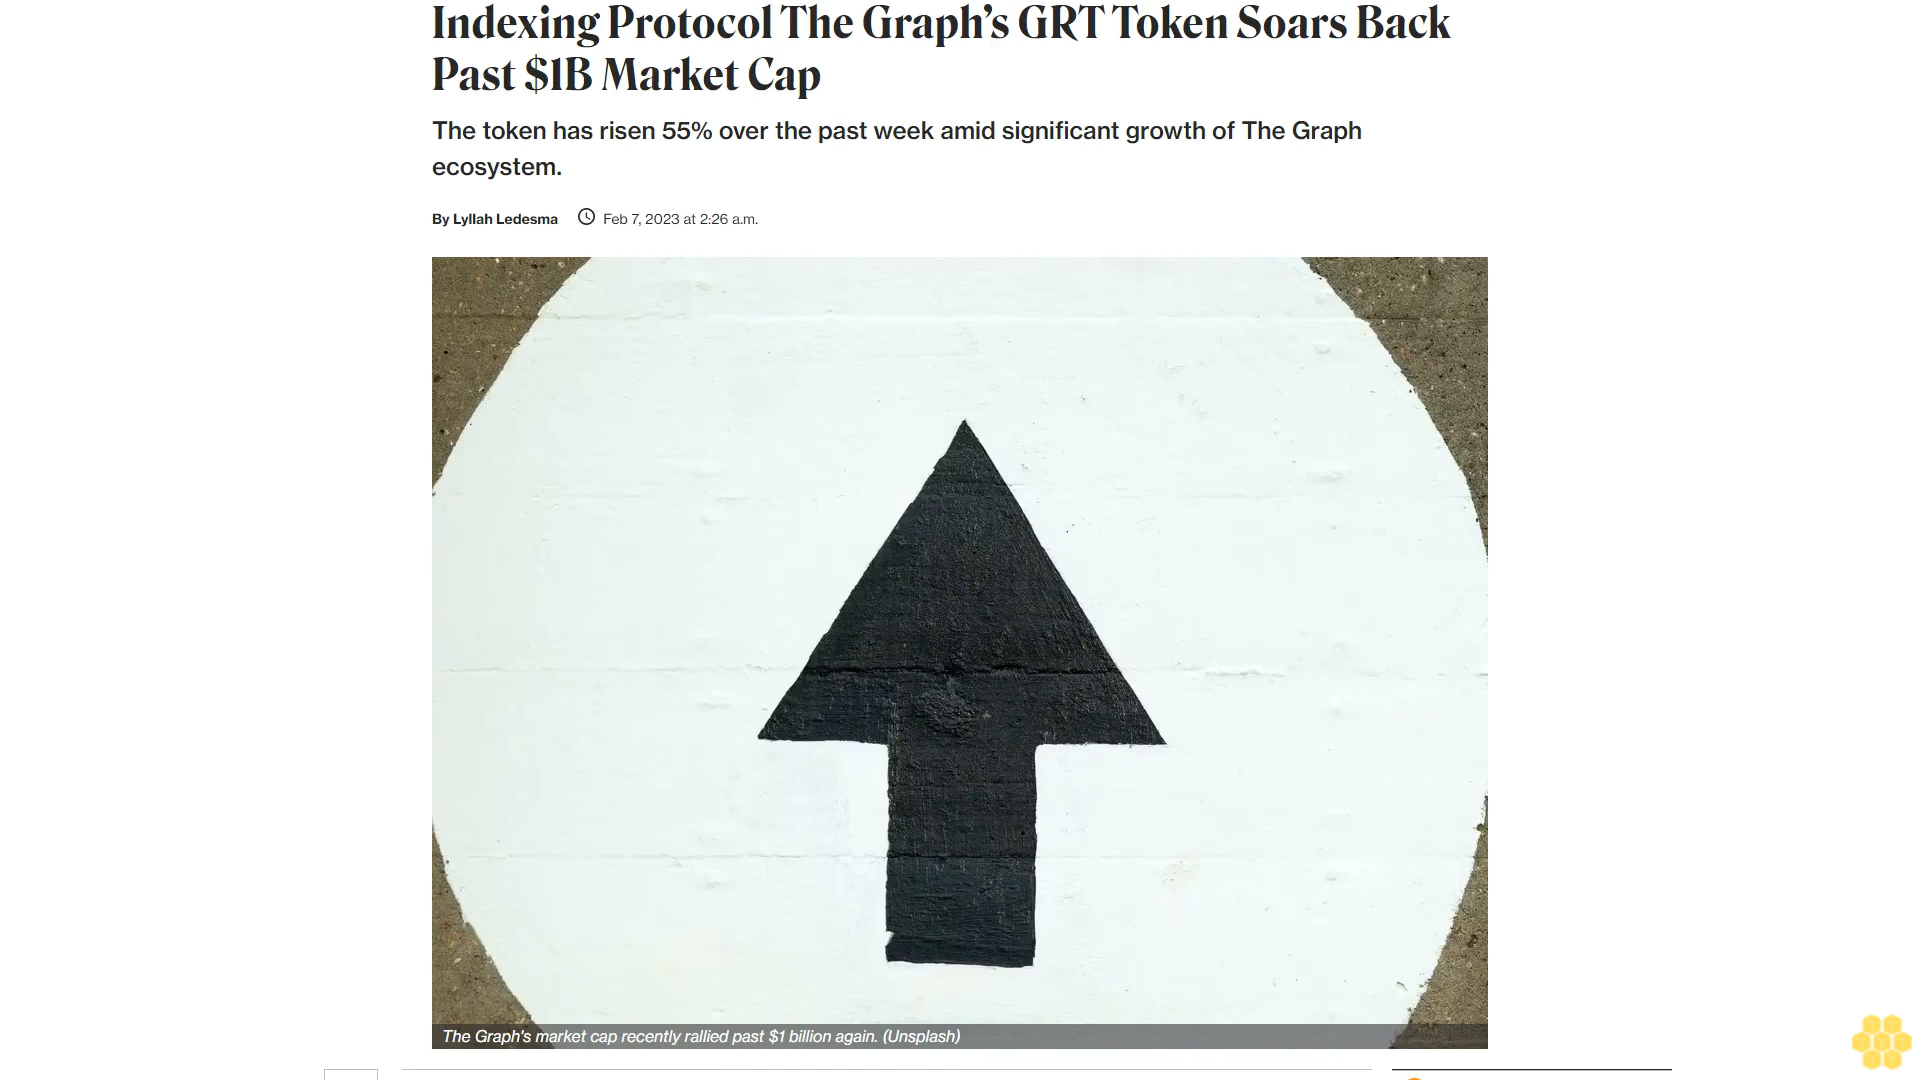 Indexing Protocol The Graph’s GRT Token Soars Back
Past $1B Market Cap
The token has risen 55% over the past week amid significant growth of The Graph
ecosystem.
By Lyllah Ledesma Feb 7, 2023 at 2:26 a.m.
The Graph's market cap recently rallied past $1 billion again. (Unsplash)